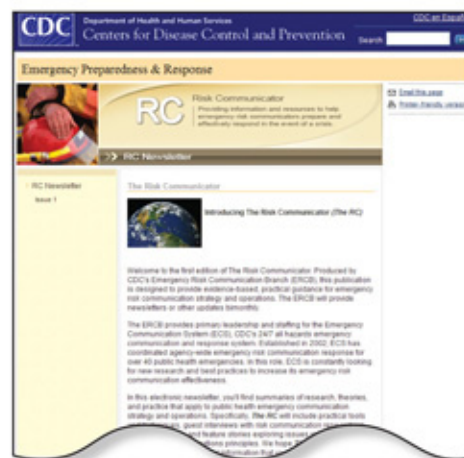 CDC
Department of Health and Human Services
Centers for Disease Control and Prevention
CDC en Españ
Search
Emergency Preparedness & Response
RC
Risk Communicator
Providing information and resources to help
emergency risk communicators prepare and
effectively respond in the event of a crisis.
>> RC Newsletter
Email this page
Printer-friendly version
RC Newsletter
Issue 1
The Risk Communicator
Introducing The Risk Communicator (The RC)
Welcome to the first edition of The Risk Communicator. Produced by
CDC's Emergency Risk Communication Branch (ERCB), this publication
is designed to provide evidence-based, practical guidance for emergency
risk communication strategy and operations. The ERCB will provide
newsletters or other updates bimonthly.
The ERCB provides primary leadership and staffing for the Emergency
Communication System (ECS), CDC's 24/7 all hazards emergency
communication and response system. Established in 2002, ECS has
coordinated agency-wide emergency risk communication response for
over 40 public health emergencies. In this role, ECS is constantly looking
for new research and best practices to increase its emergency risk
communication effectiveness.
In this electronic newsletter, you'll find summaries of research, theories,
and practice that apply to public health emergency communication
strategy and operations. Specifically, The RC will include practical tools
guest interviews with risk communication
and feature stories exploring issues
principles. We hope
information that